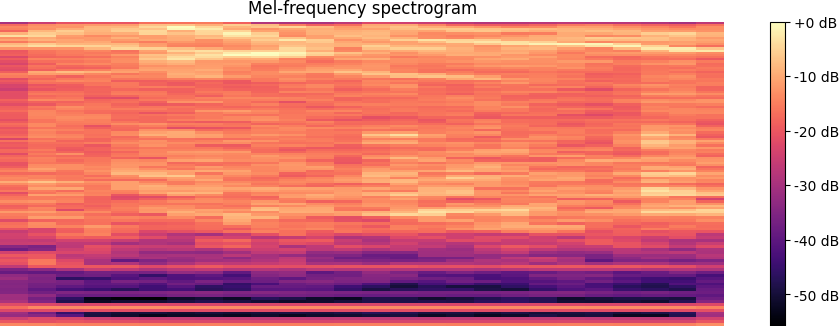 Mel-frequency spectrogram
+0 dB
-10 dB
-20 dB
-30 dB
-40 dB
-50 dB